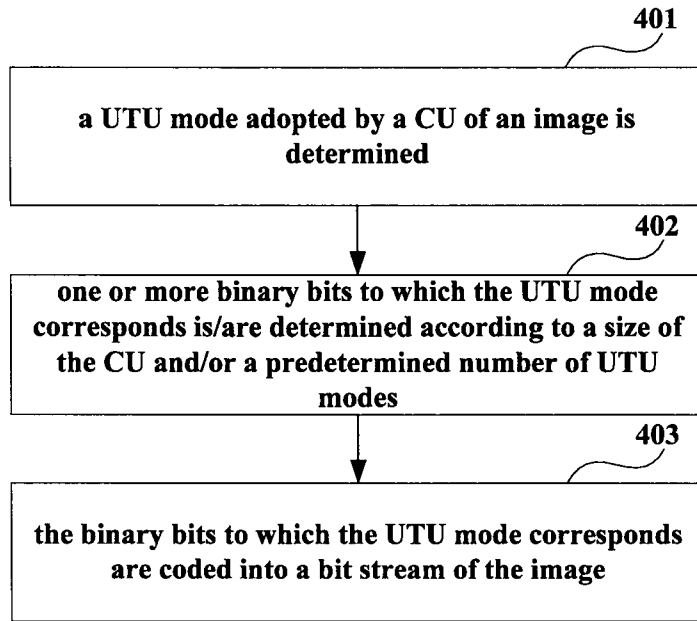 401
a UTU mode adopted by a CU of an image is
determined
402
one or more binary bits to which the UTU mode
corresponds is/are determined according to a size of
the CU and/or a predetermined number of UTU
modes
403
the binary bits to which the UTU mode corresponds
are coded into a bit stream of the image